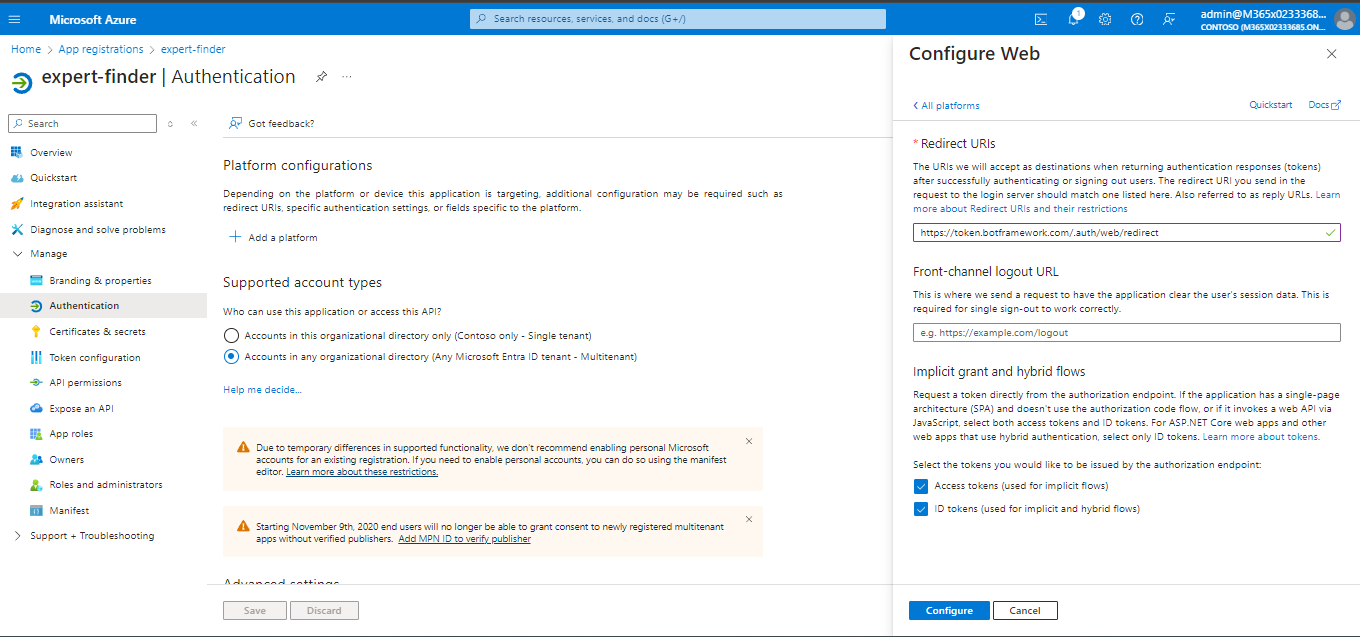 Microsoft Azure
Search resources, services, and docs (G+/)
1
admin@M365x0233368...
CONTOSO (M365X02333685.ON...
Home > App registrations > expert-finder
expert-finder | Authentication
...
Search
Overview
Quickstart
Integration assistant
Diagnose and solve problems
Manage
Branding & properties
Authentication
Certificates & secrets
Token configuration
API permissions
Expose an API
App roles
Owners
Roles and administrators
Manifest
Support + Troubleshooting
Got feedback?
Platform configurations
Depending on the platform or device this application is targeting, additional configuration may be required such as
redirect URIs, specific authentication settings, or fields specific to the platform.
Add a platform
Supported account types
Who can use this application or access this API?
Accounts in this organizational directory only (Contoso only - Single tenant)
Accounts in any organizational directory (Any Microsoft Entra ID tenant - Multitenant)
Help me decide...
Due to temporary differences in supported functionality, we don't recommend enabling personal Microsoft
accounts for an existing registration. If you need to enable personal accounts, you can do so using the manifest
editor. Learn more about these restrictions.
Starting November 9th, 2020 end users will no longer be able to grant consent to newly registered multitenant
apps without verified publishers. Add MPN ID to verify publisher
Advanced settings
Save
Discard
Configure Web
All platforms
Quickstart
Docs
* Redirect URIs
The URIs we will accept as destinations when returning authentication responses (tokens)
after successfully authenticating or signing out users. The redirect URI you send in the
request to the login server should match one listed here. Also referred to as reply URLs. Learn
more about Redirect URIs and their restrictions
https://token.botframework.com/.auth/web/redirect
Front-channel logout URL
This is where we send a request to have the application clear the user's session data. This is
required for single sign-out to work correctly.
e.g. https://example.com/logout
Implicit grant and hybrid flows
Request a token directly from the authorization endpoint. If the application has a single-page
architecture (SPA) and doesn't use the authorization code flow, or if it invokes a web API via
JavaScript, select both access tokens and ID tokens. For ASP.NET Core web apps and other
web apps that use hybrid authentication, select only ID tokens. Learn more about tokens.
Select the tokens you would like to be issued by the authorization endpoint:
Access tokens (used for implicit flows)
ID tokens (used for implicit and hybrid flows)
Configure
Cancel